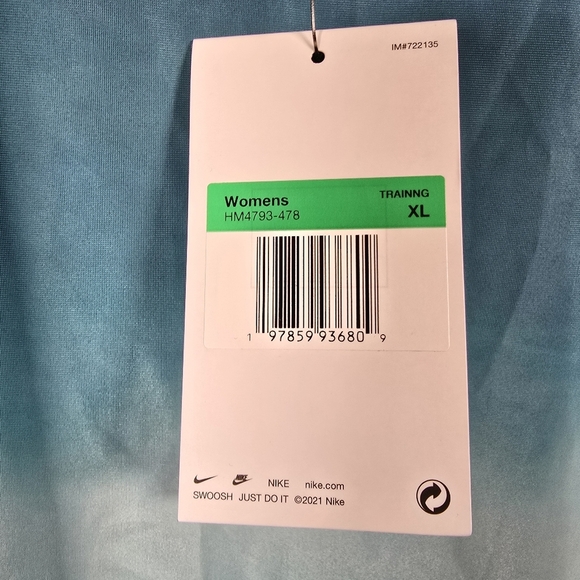 IM#722135
Womens TRAINNG
HM4793-478 XL
1 97859 93680 9
NIKE nike.com
SWOOSH JUST DO IT ©2021 Nike